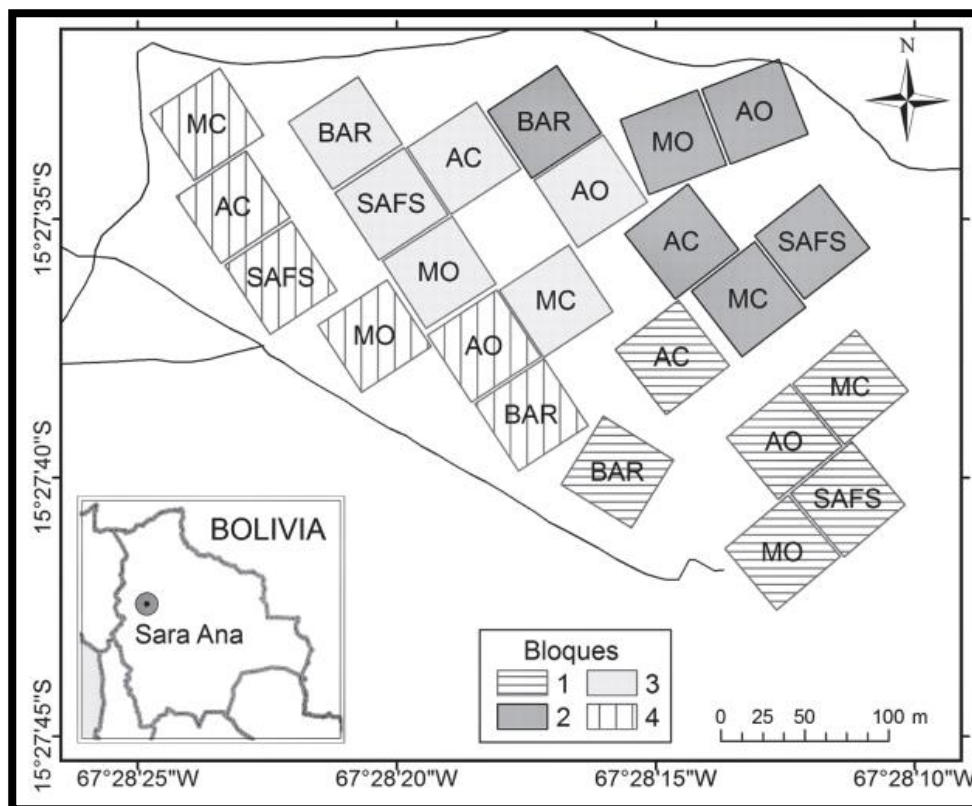 N
MC
BAR
BAR
MO
AO
AC
SAFS
AC
AO
SAFS
MO
MC
AC
SAFS
MC
MO
AO
BAR
AC
MC
AO
BAR
SAFS
MO
15°27'35"S
15°27'40"S
15°27'45"S
BOLIVIA
Sara Ana
Bloques
1
2
3
4
0 25 50 100 m
67°28'25"W 67°28'20"W 67°28'15"W 67°28'10"W